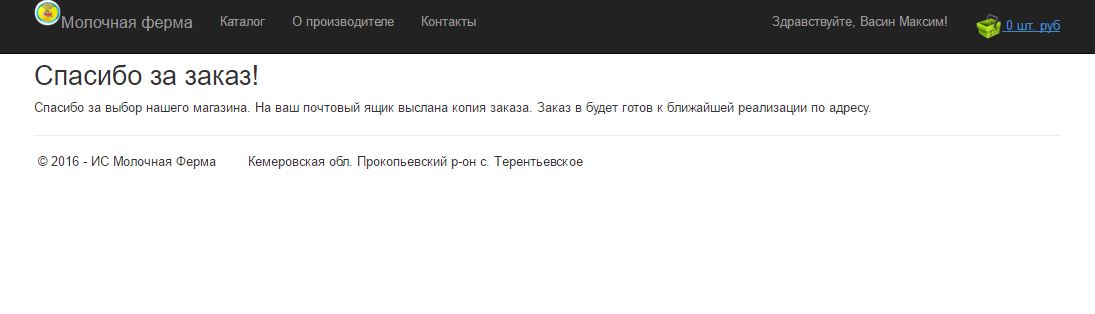 Молочная ферма Каталог О производителе Контакты Здравствуйте, Васин Максим! 0 шт. руб
Спасибо за заказ!
Спасибо за выбор нашего магазина. На ваш почтовый ящик выслана копия заказа. Заказ в будет готов к ближайшей реализации по адресу.
© 2016 - ИС Молочная Ферма Кемеровская обл. Прокопьевский р-он с. Терентьевское